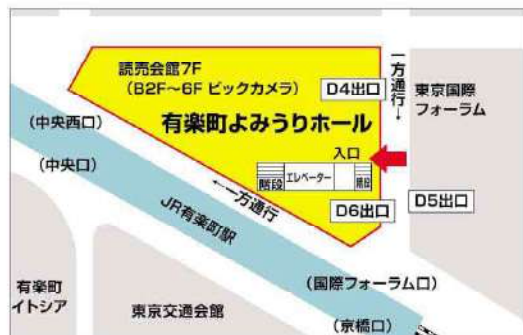 読売会館7F
(B2F〜6F ビックカメラ)
有楽町よみうりホール
D4出口
一方通行→
東京国際
フォーラム
入口
階段
エレベーター
階段
←一方通行
D6出口
D5出口
(中央西口)
(中央口)
JR有楽町駅
有楽町
イトシア
東京交通会館
(国際フォーラム口)
(京橋口)